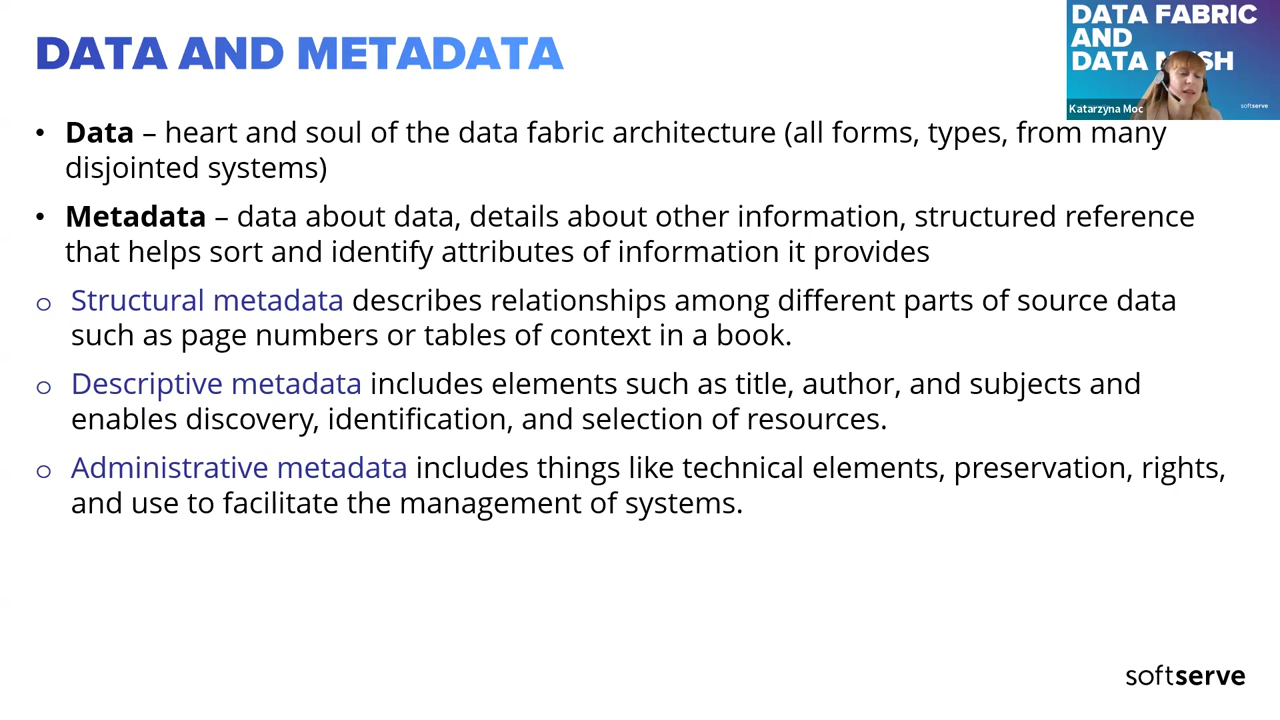 DATA AND METADATA
DATA FABRIC
AND
DATA MESH
Katarzyna Moc
softserve
• Data – heart and soul of the data fabric architecture (all forms, types, from many
disjointed systems)
• Metadata – data about data, details about other information, structured reference
that helps sort and identify attributes of information it provides
o Structural metadata describes relationships among different parts of source data
such as page numbers or tables of context in a book.
o Descriptive metadata includes elements such as title, author, and subjects and
enables discovery, identification, and selection of resources.
o Administrative metadata includes things like technical elements, preservation, rights,
and use to facilitate the management of systems.
softserve